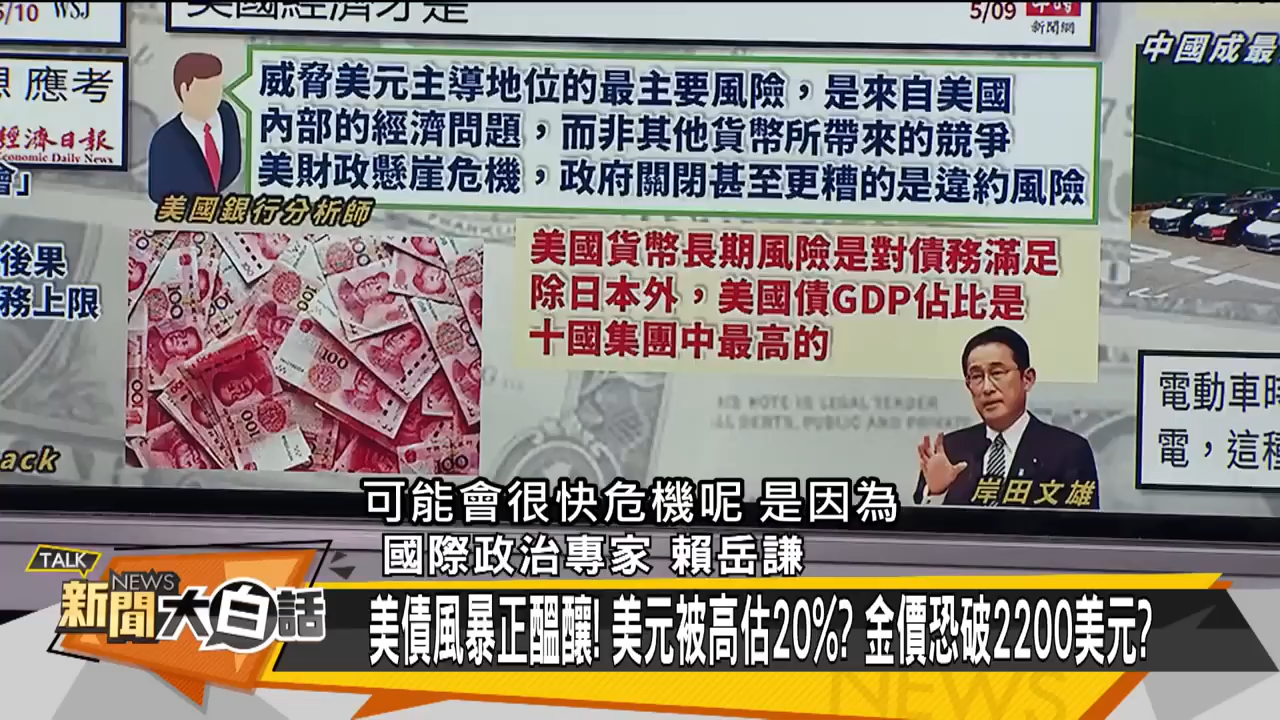 5/10 WSJ
美國經濟才是
5/09
新聞網
中國成最
應考
經濟日報
Economic Daily News
會」
威脅美元主導地位的最主要風險，是來自美國
內部的經濟問題，而非其他貨幣所帶來的競爭
美財政懸崖危機，政府關閉甚至更糟的是違約風險
美國銀行分析師
後果
務上限
美國貨幣長期風險是對債務滿足
除日本外，美國債GDP佔比是
十國集團中最高的
100
電動車時
電，這種
ack
岸田文雄
可能會很快危機呢 是因為
國際政治專家 賴岳謙
TALK
NEWS
新聞大白話
美債風暴正醞釀! 美元被高估20%? 金價恐破2200美元?
NEWS